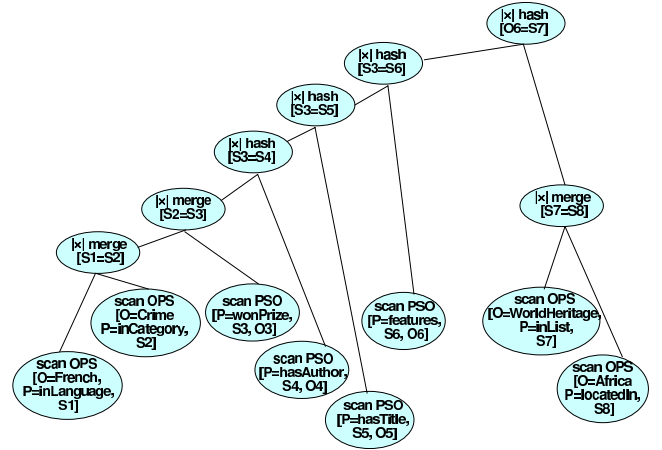 |×| hash
[O6=S7]
|×| hash
[S3=S6]
|×| hash
[S3=S5]
|×| hash
[S3=S4]
|×| merge
[S2=S3]
|×| merge
[S7=S8]
|×| merge
[S1=S2]
scan OPS
[O=French,
P=inLanguage,
S1]
scan OPS
[O=Crime
P=inCategory,
S2]
scan PSO
[P=wonPrize,
S3, O3]
scan PSO
[P=hasAuthor,
S4, O4]
scan PSO
[P=hasTitle,
S5, O5]
scan PSO
[P=features,
S6, O6]
scan OPS
[O=WorldHeritage,
P=inList,
S7]
scan OPS
[O=Africa
P=locatedIn,
S8]